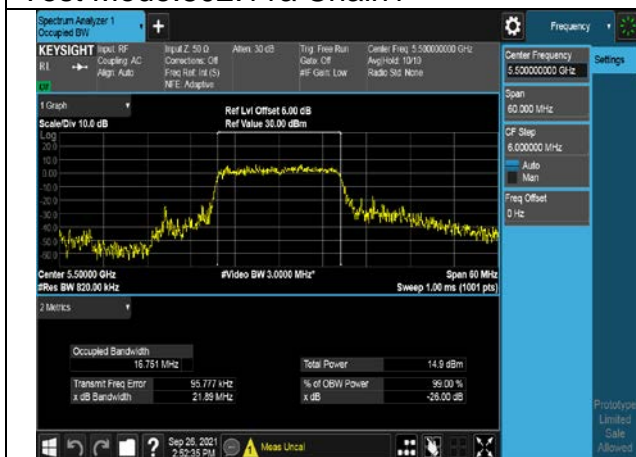 Spectrum Analyzer 1
Occupied BW
+
Frequency
KEYSIGHT
RL
Input: RF
Coupling: AC
Align: Auto
Input Z: 50 Ω
Corrections: Off
Freq Ref: Int (S)
NFE: Adaptive
Atten: 30 dB
Trig: Free Run
Gate: Off
#IF Gain: Low
Center Freq: 5.500000000 GHz
Avg|Hold: 10/10
Radio Std: None
Center Frequency
5.500000000 GHz
Settings
Span
60.000 MHz
CF Step
6.000000 MHz
Auto
Man
Freq Offset
0 Hz
1 Graph
Scale/Div 10.0 dB
Ref Lvl Offset 6.00 dB
Ref Value 30.00 dBm
Log
20.0
10.0
0.00
-10.0
-20.0
-30.0
-40.0
-50.0
-60.0
Center 5.50000 GHz
#Video BW 3.0000 MHz*
Span 60 MHz
#Res BW 820.00 kHz
Sweep 1.00 ms (1001 pts)
2 Metrics
Occupied Bandwidth
16.751 MHz
Total Power 14.9 dBm
Transmit Freq Error 95.777 kHz
% of OBW Power 99.00 %
x dB Bandwidth 21.89 MHz
x dB -26.00 dB
Prototype
Limited
Sale
Allowed
?
Sep 26, 2021
2:52:35 PM
Meas Uncal